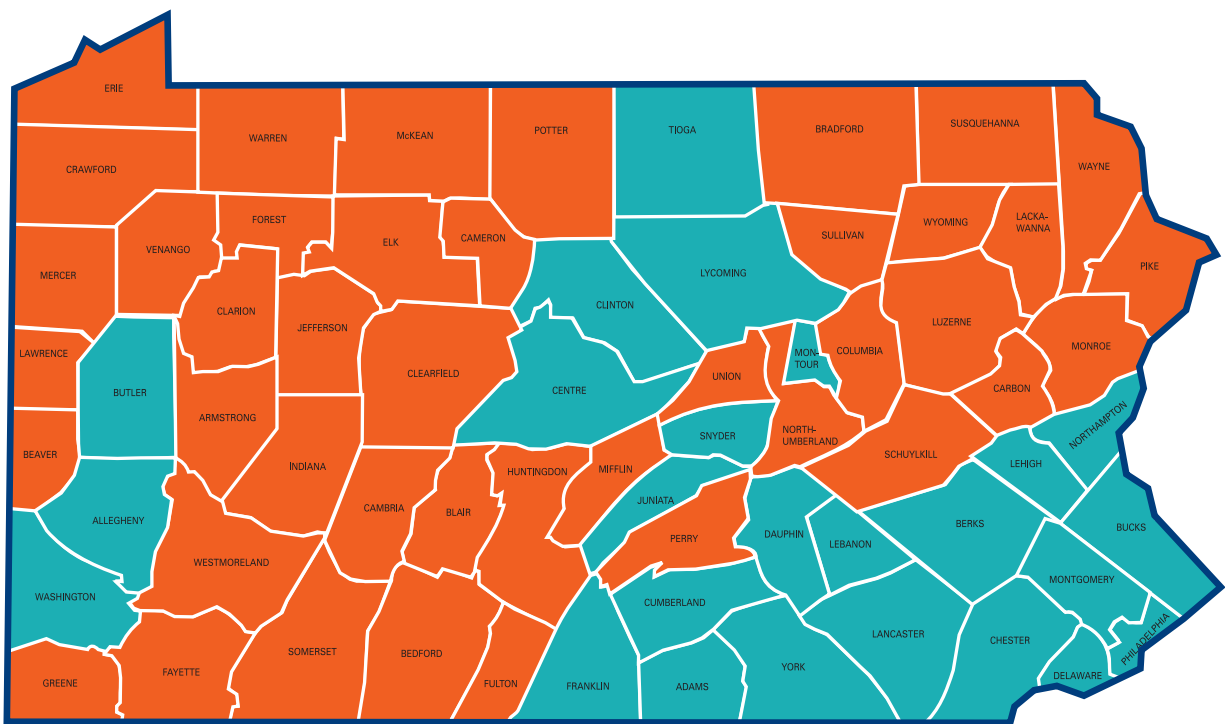 ERIE
CRAWFORD
WARREN
McKEAN
POTTER
TIOGA
BRADFORD
SUSQUEHANNA
WAYNE
MERCER
VENANGO
FOREST
ELK
CAMERON
LYCOMING
SULLIVAN
WYOMING
LACKA-
WANNA
PIKE
LAWRENCE
CLARION
JEFFERSON
CLINTON
LUZERNE
BUTLER
ARMSTRONG
CLEARFIELD
CENTRE
UNION
MON-
TOUR
COLUMBIA
CARBON
MONROE
BEAVER
INDIANA
SNYDER
NORTH-
UMBERLAND
SCHUYLKILL
LEHIGH
NORTHAMPTON
ALLEGHENY
CAMBRIA
BLAIR
HUNTINGDON
MIFFLIN
JUNIATA
PERRY
DAUPHIN
LEBANON
BERKS
BUCKS
WASHINGTON
WESTMORELAND
CUMBERLAND
LANCASTER
CHESTER
MONTGOMERY
PHILADELPHIA
DELAWARE
GREENE
FAYETTE
SOMERSET
BEDFORD
FULTON
FRANKLIN
ADAMS
YORK